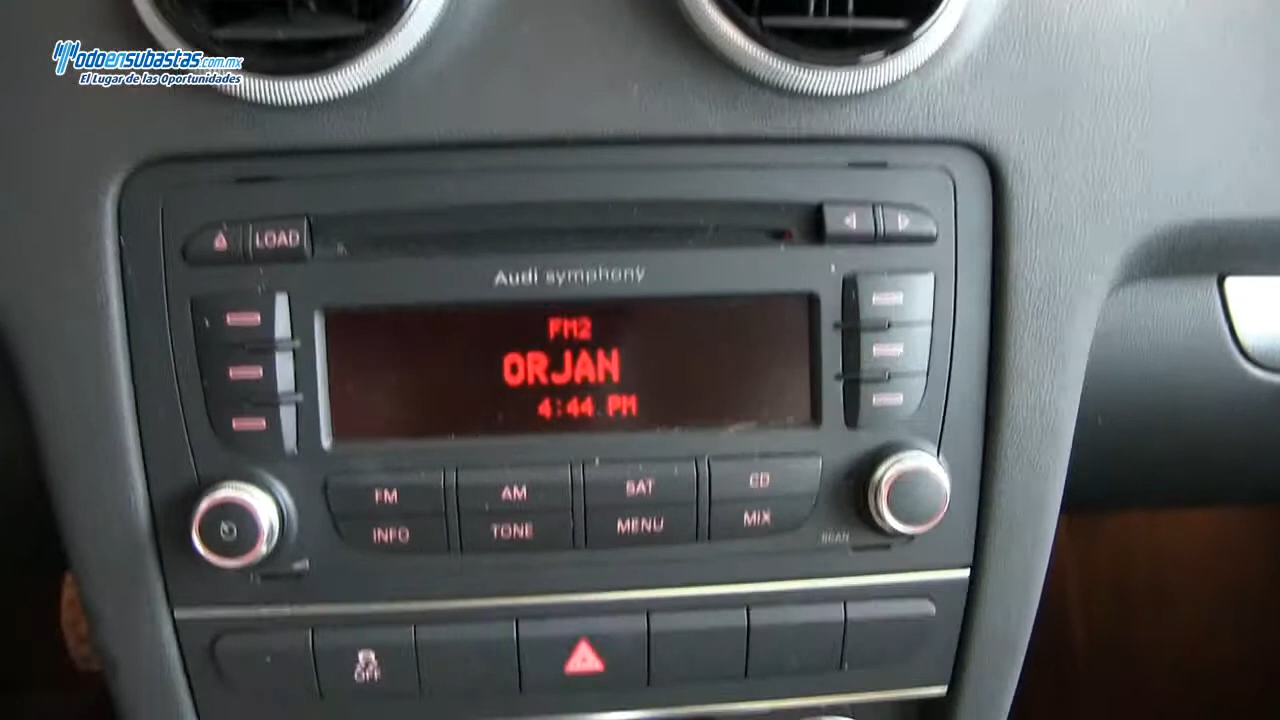 odoensubastas.com.mx
El Lugar de las Oportunidades
LOAD
Audi symphony
FM2
ORJAN
4:44 PM
FM
AM
SAT
CD
INFO
TONE
MENU
MIX
SCAN
OFF